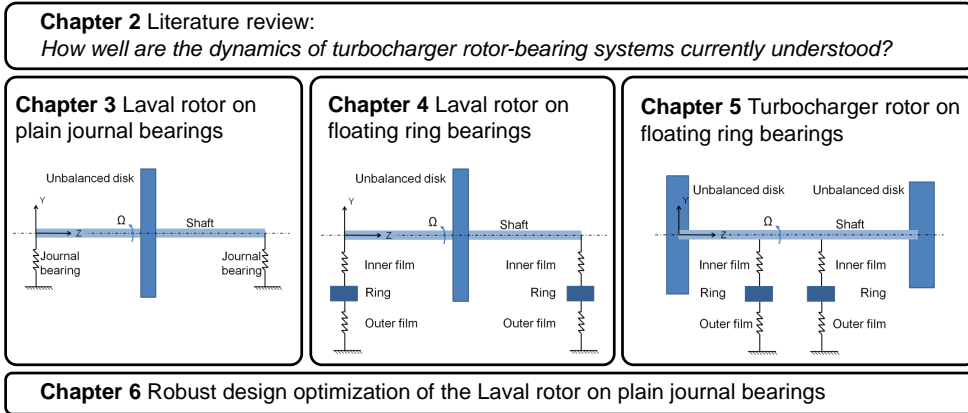 Chapter 2 Literature review:
How well are the dynamics of turbocharger rotor-bearing systems currently understood?
Chapter 3 Laval rotor on
plain journal bearings
Unbalanced disk
Y
Ω
Shaft
Z
Journal
bearing
Journal
bearing
Chapter 4 Laval rotor on
floating ring bearings
Unbalanced disk
Y
Ω
Shaft
Z
Inner film
Inner film
Ring
Ring
Outer film
Outer film
Chapter 5 Turbocharger rotor on
floating ring bearings
Unbalanced disk
Unbalanced disk
Y
Ω
Shaft
Z
Inner film
Inner film
Ring
Ring
Outer film
Outer film
Chapter 6 Robust design optimization of the Laval rotor on plain journal bearings